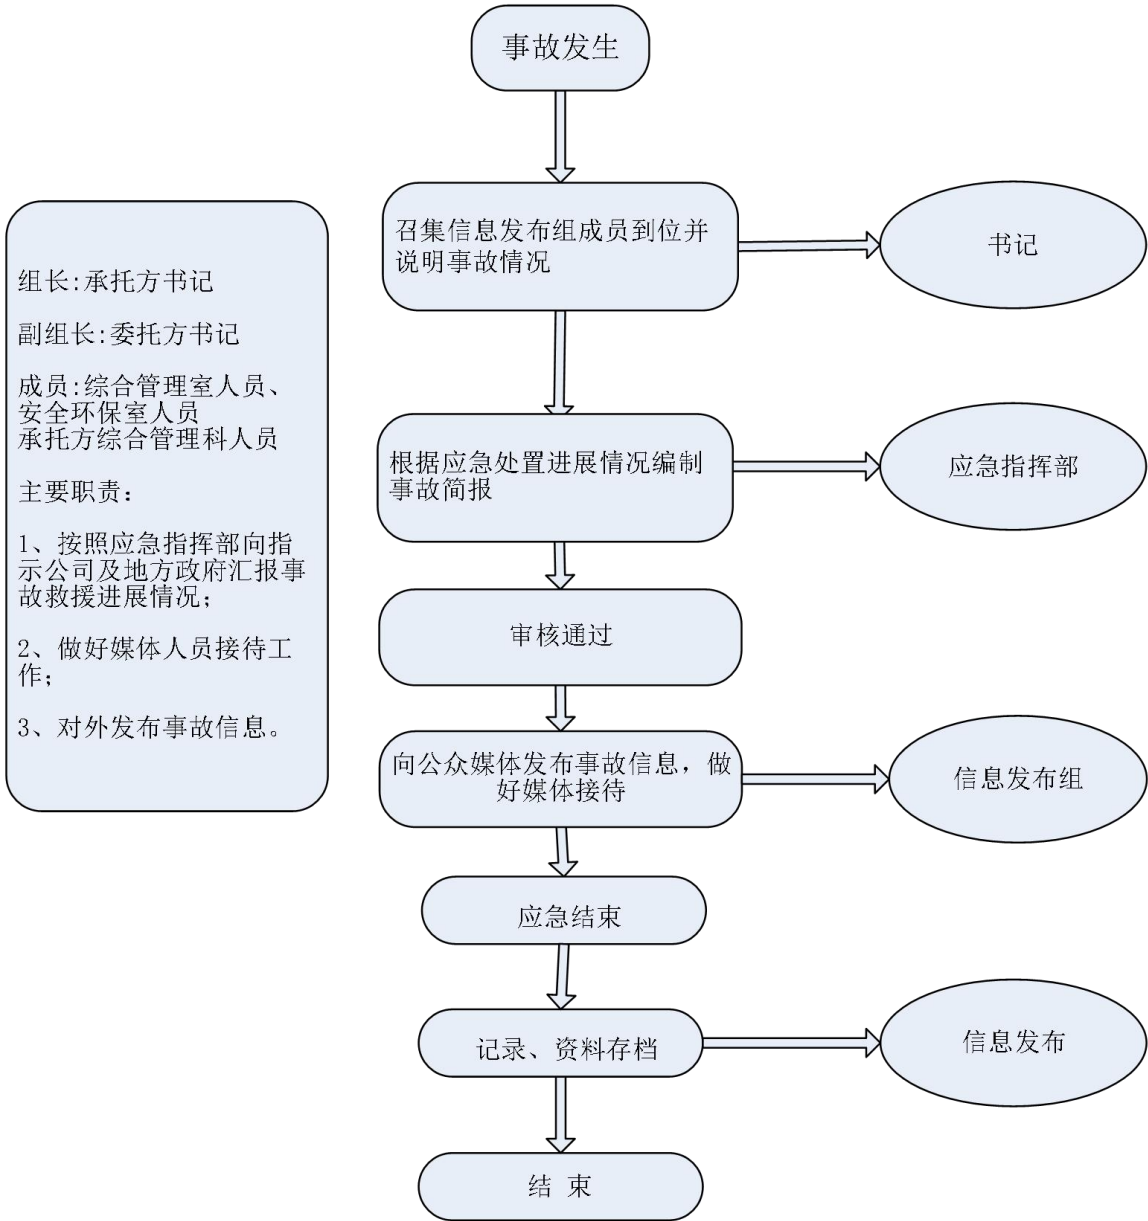 事故发生
召集信息发布组成员到位并
说明事故情况
书记
组长:承托方书记
副组长:委托方书记
成员:综合管理室人员、
安全环保室人员
承托方综合管理科人员
主要职责:
1、按照应急指挥部向指
示公司及地方政府汇报事
故救援进展情况;
2、做好媒体人员接待工
作;
3、对外发布事故信息。
根据应急处置进展情况编制
事故简报
应急指挥部
审核通过
向公众媒体发布事故信息，做
好媒体接待
信息发布组
应急结束
记录、资料存档
信息发布
结 束